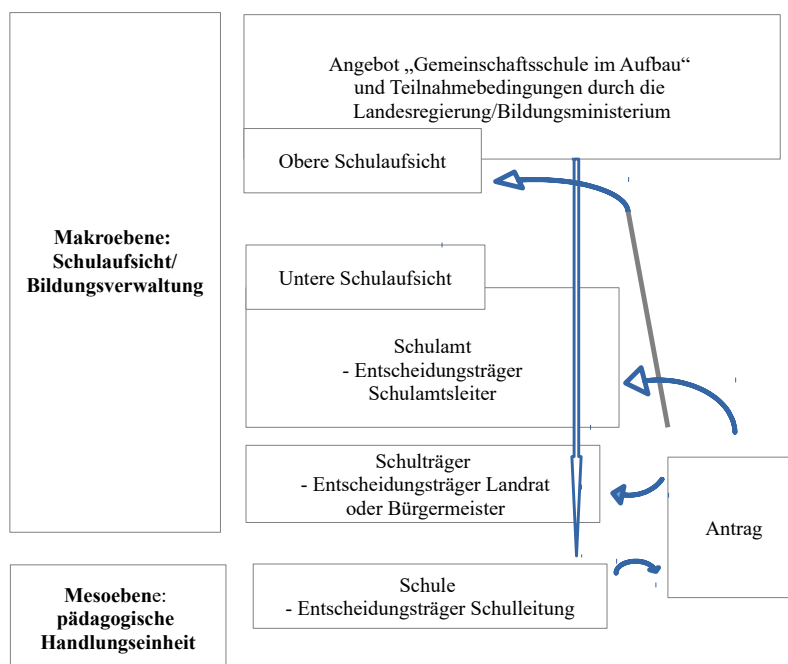 Angebot „Gemeinschaftsschule im Aufbau“
und Teilnahmebedingungen durch die
Landesregierung/Bildungsministerium
Obere Schulaufsicht
Makroebene:
Schulaufsicht/
Bildungsverwaltung
Untere Schulaufsicht
Schulamt
- Entscheidungsträger
Schulamtsleiter
Schulträger
- Entscheidungsträger Landrat
oder Bürgermeister
Antrag
Mesoebene:
pädagogische
Handlungseinheit
Schule
- Entscheidungsträger Schulleitung